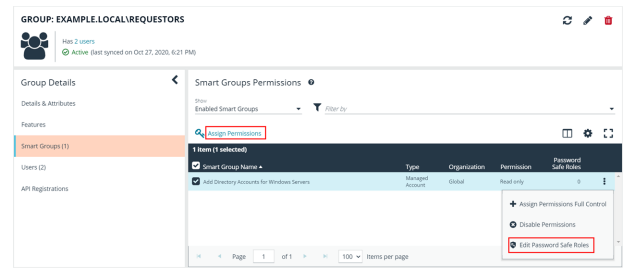 GROUP: EXAMPLE.LOCAL\REQUESTORS
Has 2 users
Active (last synced on Oct 27, 2020, 6:21 PM)
Group Details
Details & Attributes
Features
Smart Groups (1)
Users (2)
API Registrations
Smart Groups Permissions
Show
Enabled Smart Groups
Filter by
Assign Permissions
1 item (1 selected)
Smart Group Name Type Organization Permission Password Safe Roles
Add Directory Accounts for Windows Servers Managed Account Global Read only 0
Assign Permissions Full Control
Disable Permissions
Edit Password Safe Roles
Page 1 of 1 100 Items per page